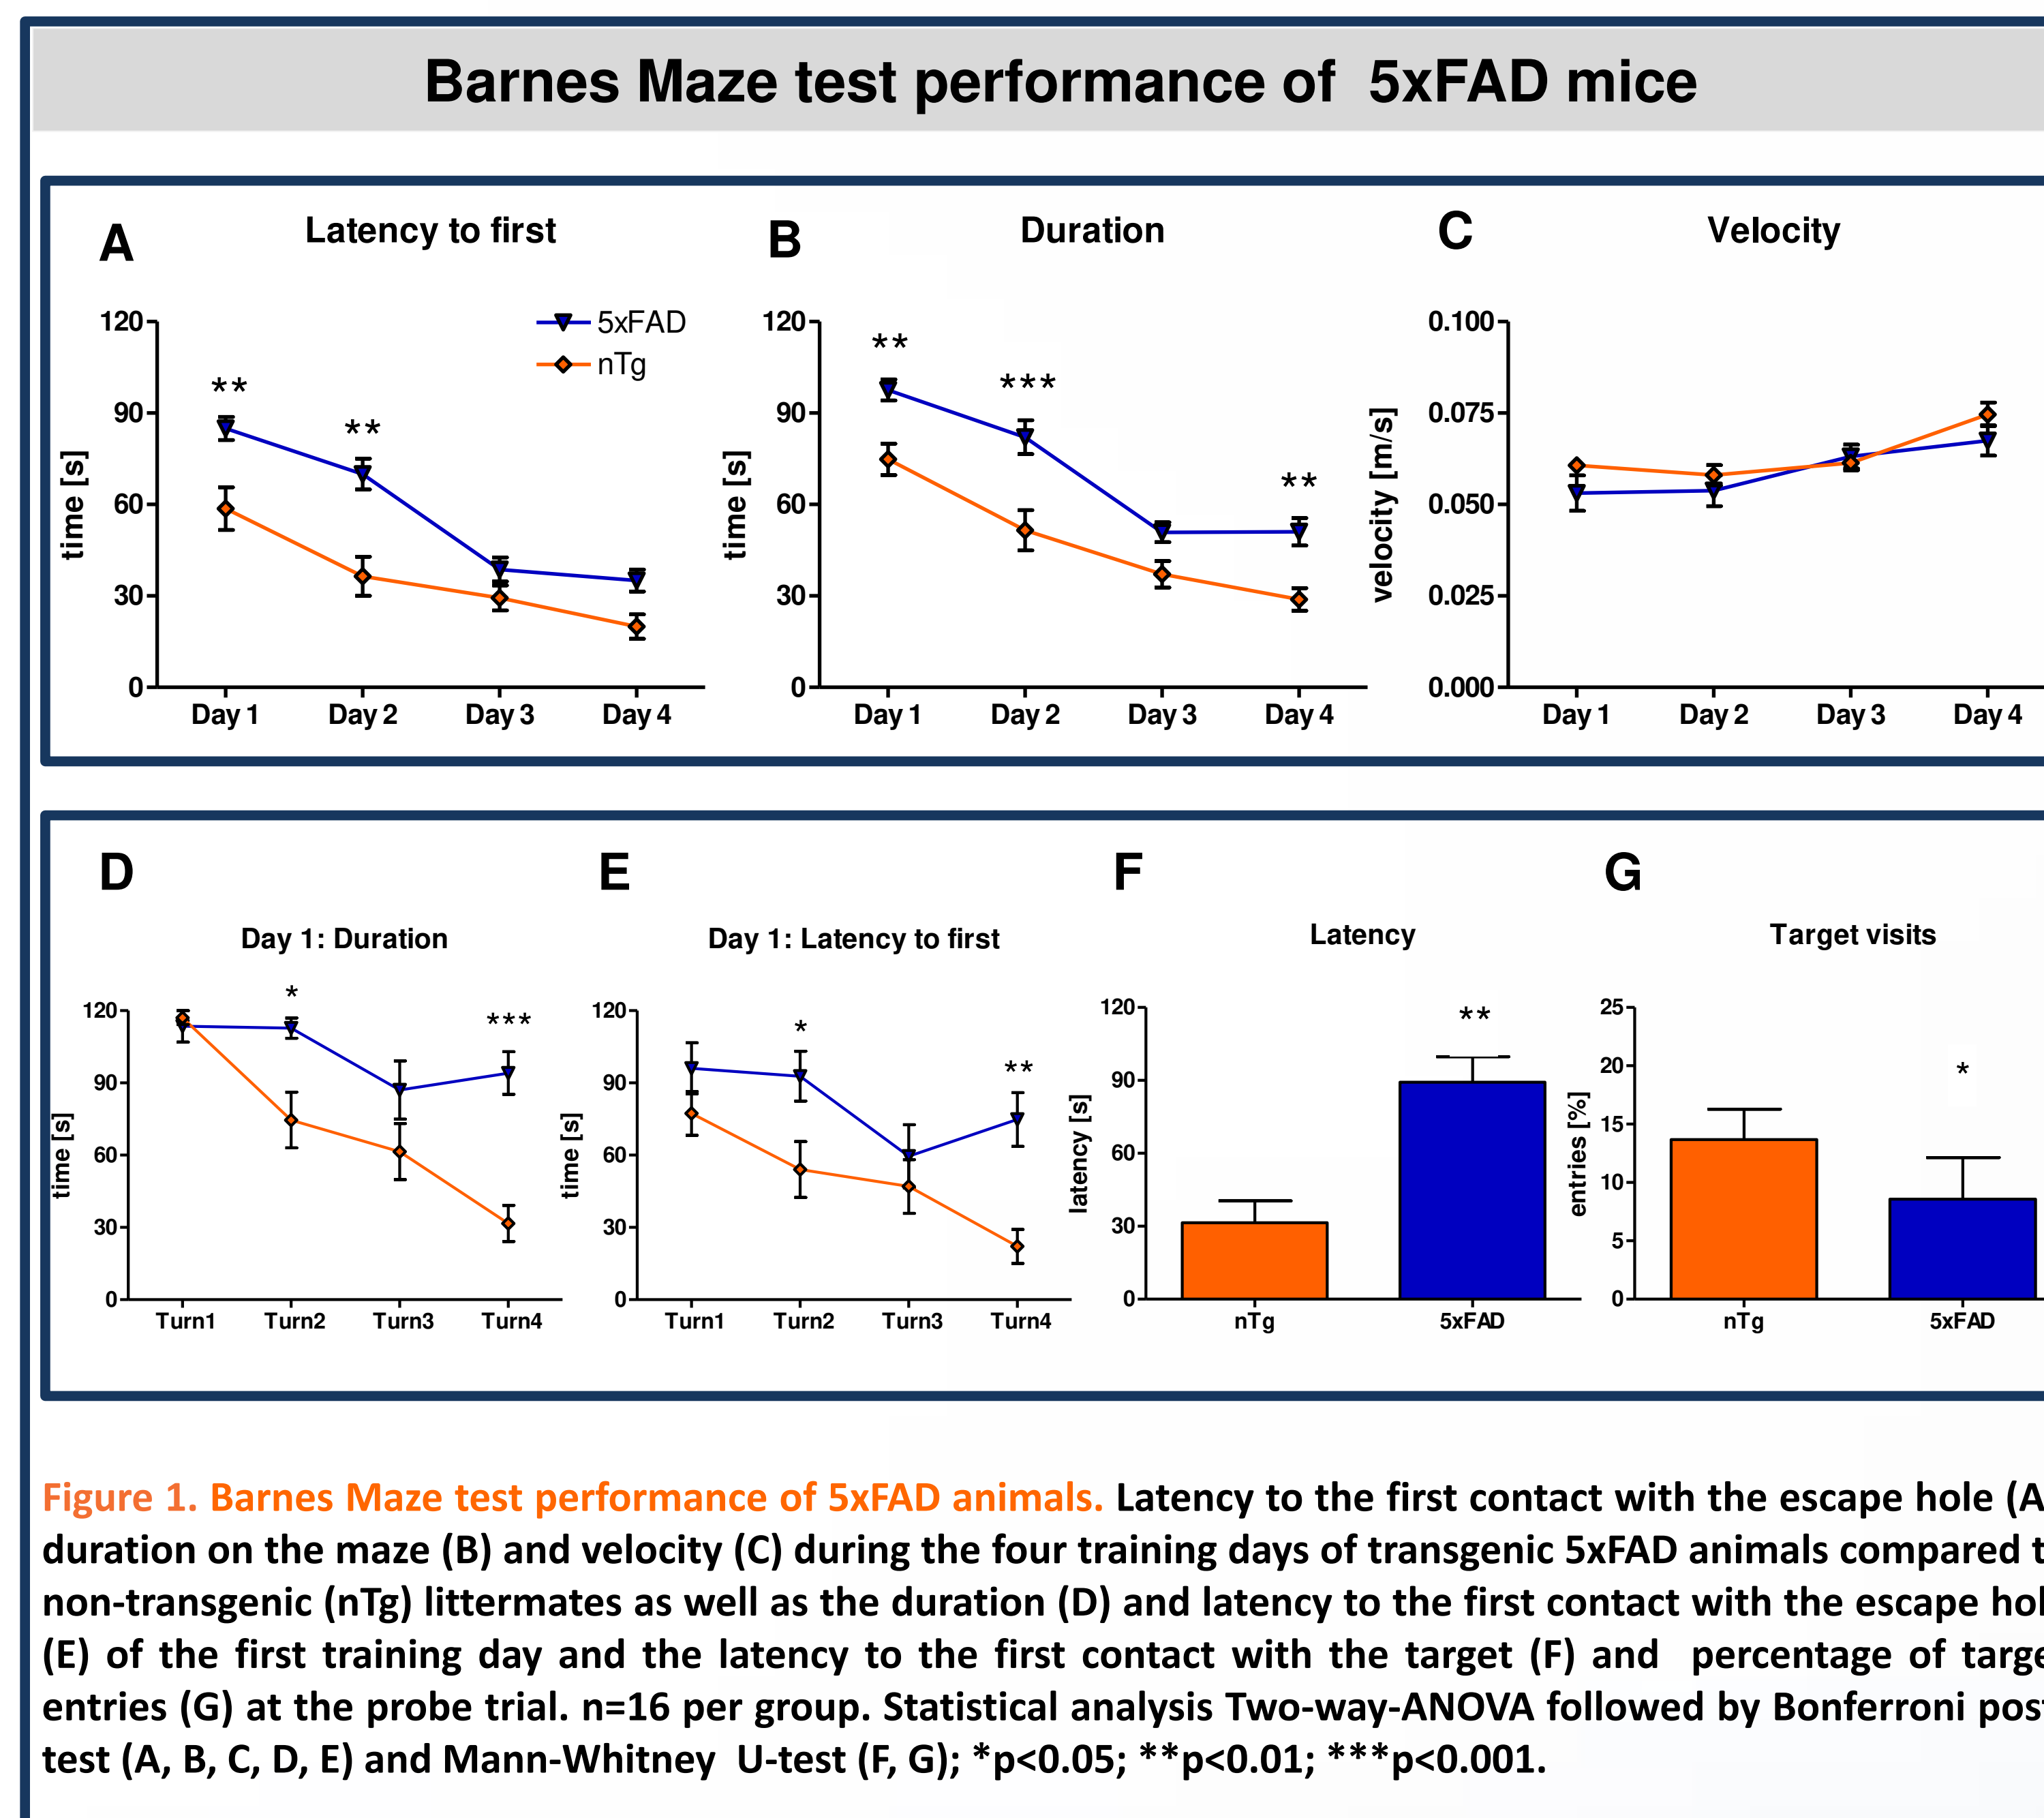 Barnes Maze test performance of 5xFAD mice
A
Latency to first
B
Duration
C
Velocity
120
90
60
30
0
time [s]
**
**
5xFAD
nTg
Day 1
Day 2
Day 3
Day 4
120
90
60
30
0
time [s]
**
***
**
Day 1
Day 2
Day 3
Day 4
0.100
0.075
0.050
0.025
0.000
velocity [m/s]
Day 1
Day 2
Day 3
Day 4
D
Day 1: Duration
120
90
60
30
0
time [s]
*
***
Turn1
Turn2
Turn3
Turn4
E
Day 1: Latency to first
120
90
60
30
0
time [s]
*
**
Turn1
Turn2
Turn3
Turn4
F
Latency
120
90
60
30
0
latency [s]
**
nTg
5xFAD
G
Target visits
25
20
15
10
5
0
entries [%]
*
nTg
5xFAD
Figure 1. Barnes Maze test performance of 5xFAD animals. Latency to the first contact with the escape hole (A
duration on the maze (B) and velocity (C) during the four training days of transgenic 5xFAD animals compared t
non-transgenic (nTg) littermates as well as the duration (D) and latency to the first contact with the escape hol
(E) of the first training day and the latency to the first contact with the target (F) and percentage of targe
entries (G) at the probe trial. n=16 per group. Statistical analysis Two-way-ANOVA followed by Bonferroni post
test (A, B, C, D, E) and Mann-Whitney U-test (F, G); *p<0.05; **p<0.01; ***p<0.001.